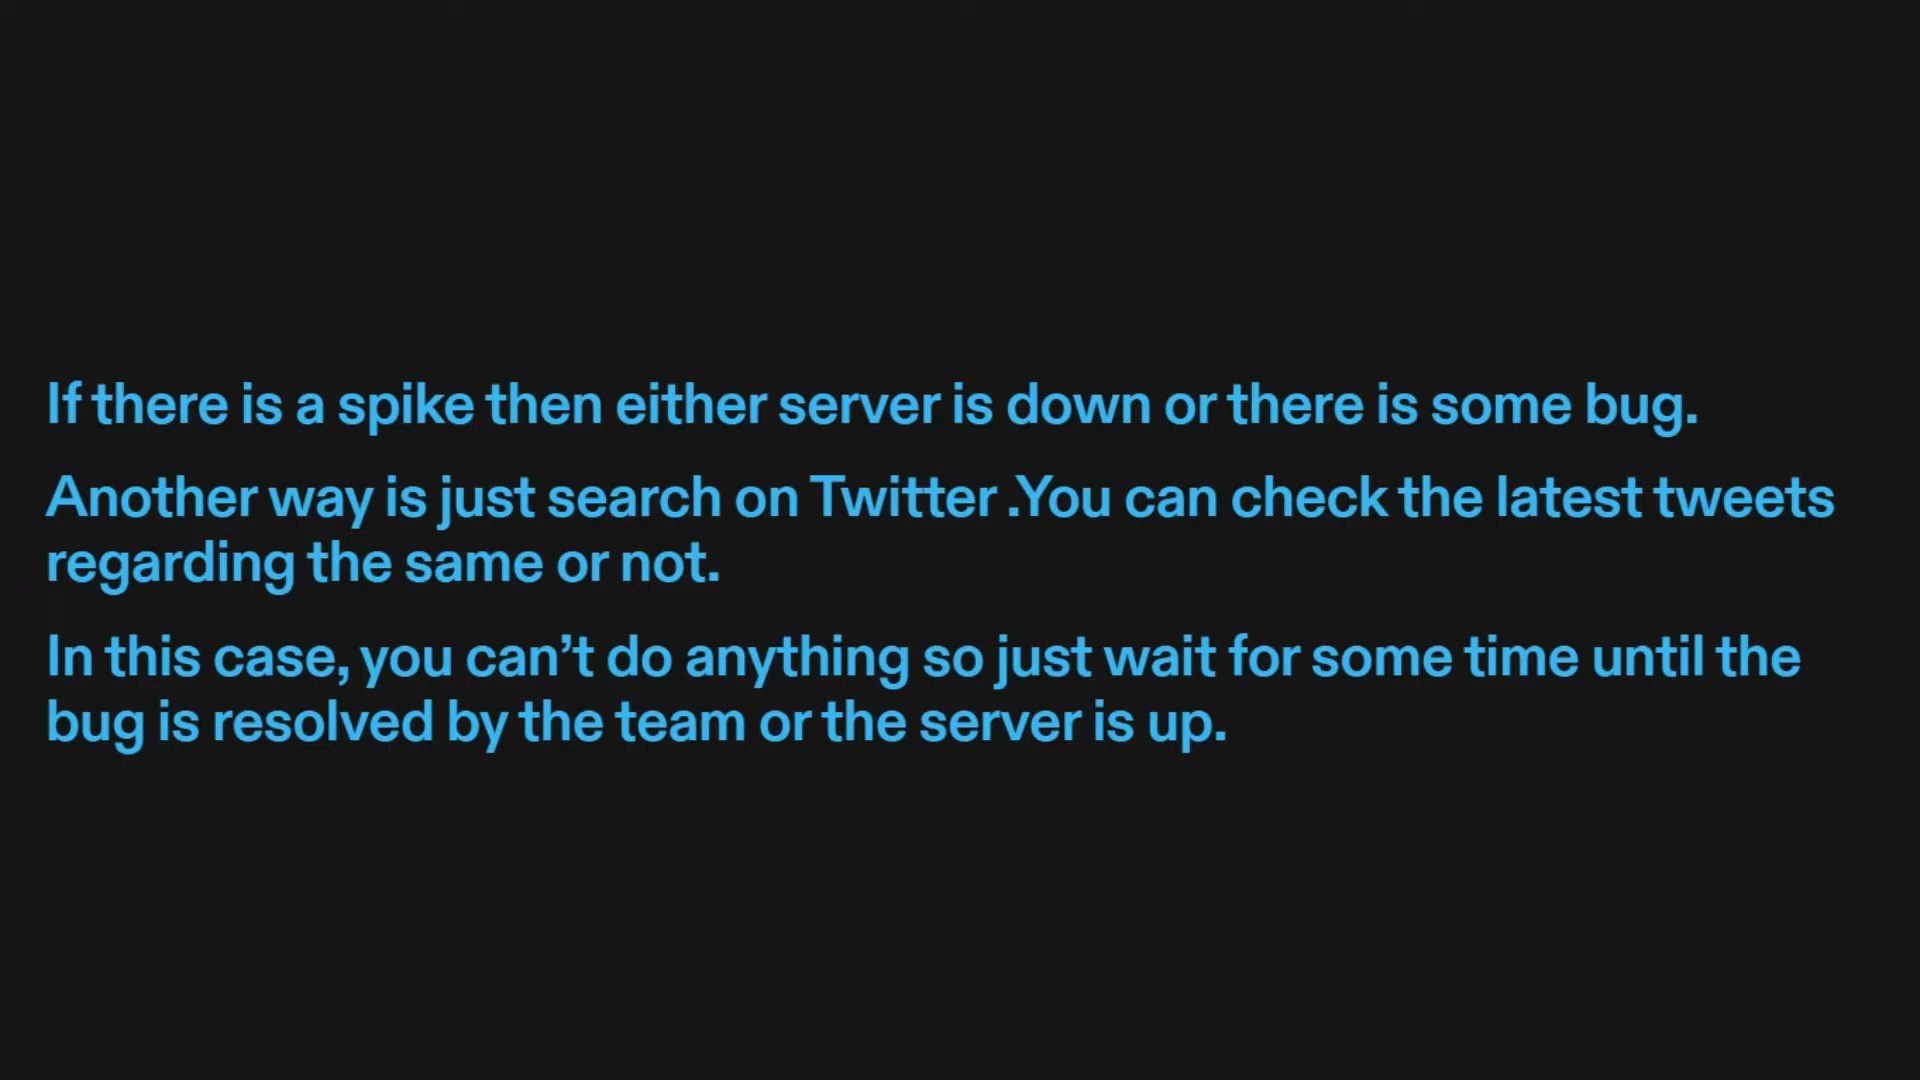 If there is a spike then either server is down or there is some bug.
Another way is just search on Twitter .You can check the latest tweets
regarding the same or not.
In this case, you can’t do anything so just wait for some time until the
bug is resolved by the team or the server is up.